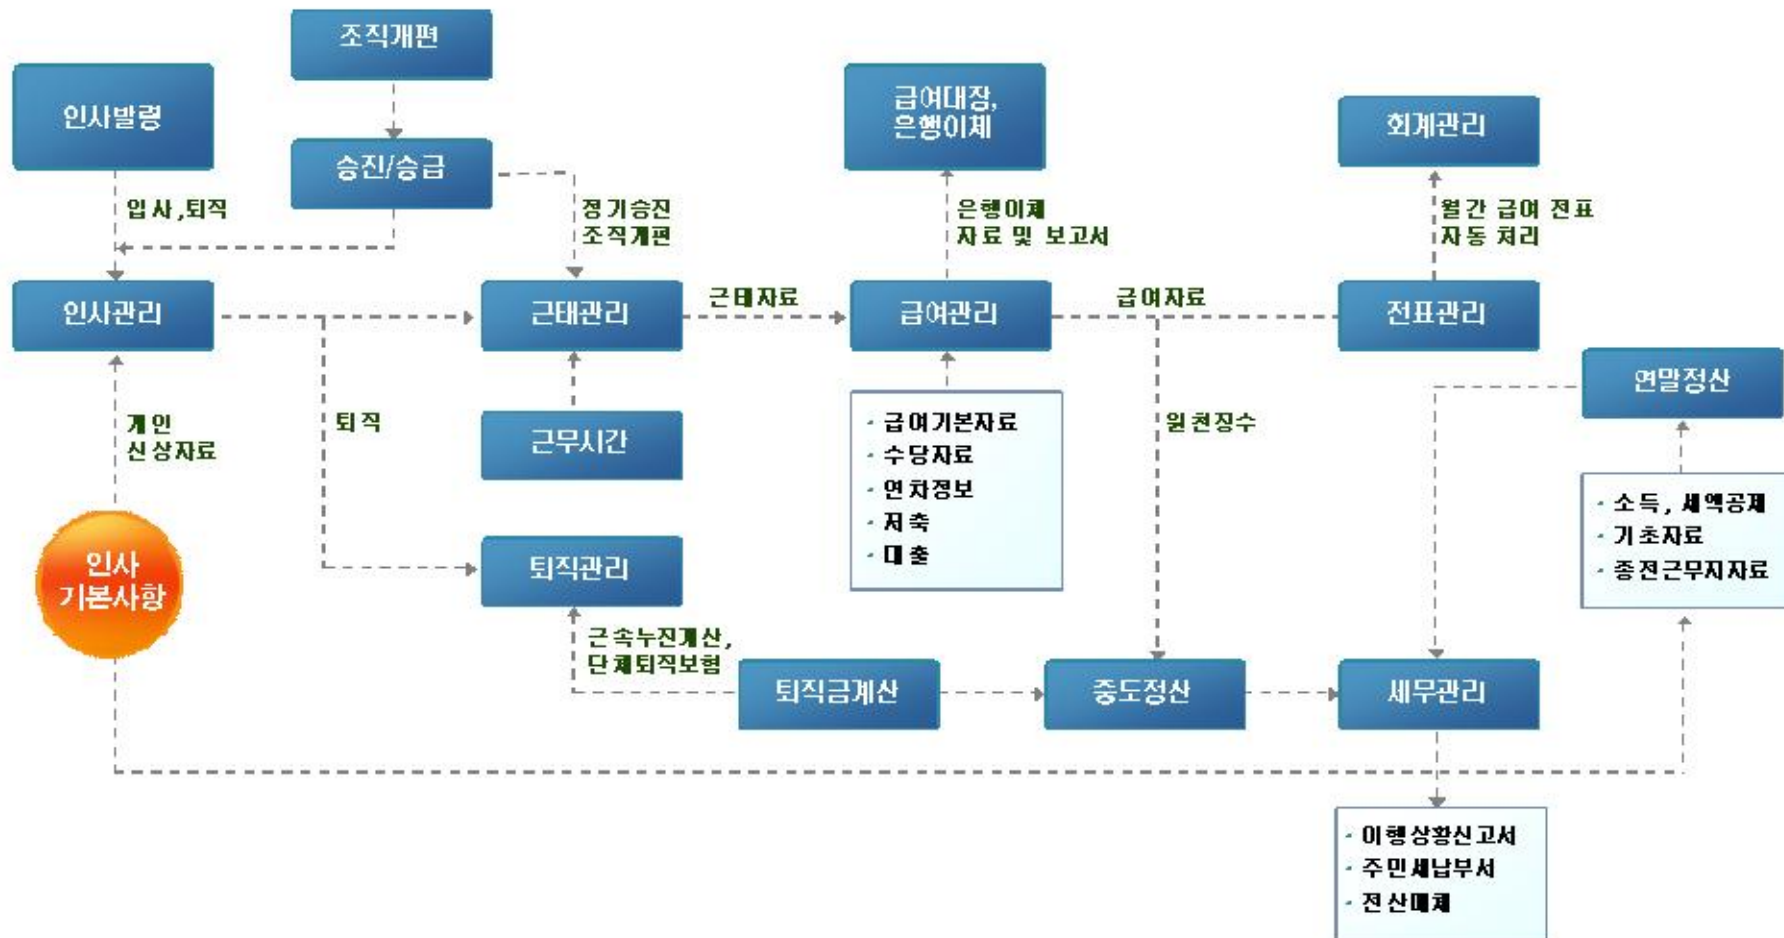 조직개편
인사발령
급여대장,
은행이체
회계관리
승진/승급
입사,퇴직
정기승진
조직개편
은행이체
자료 및 보고서
월간 급여 전표
자동 처리
인사관리
근태관리
근태자료
급여관리
급여자료
전표관리
연말정산
개인
신상자료
퇴직
근무시간
- 급여기본자료
- 수당자료
- 연차정보
- 저축
- 대출
원천징수
- 소득, 세액공제
- 기초자료
- 종전근무지자료
인사
기본사항
퇴직관리
근속누진계산,
단체퇴직보험
퇴직금계산
중도정산
세무관리
- 이행상황신고서
- 주민세납부서
- 전산매체